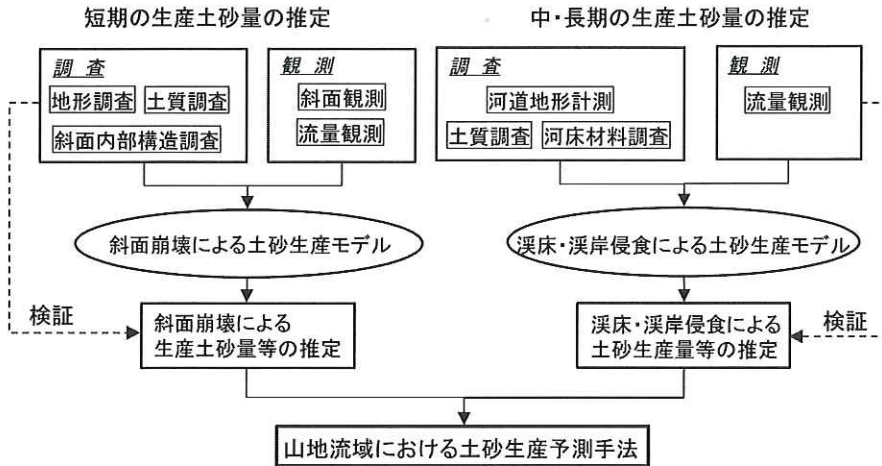 短期の生産土砂量の推定
中・長期の生産土砂量の推定
調 査
地形調査
土質調査
斜面内部構造調査
観 測
斜面観測
流量観測
調 査
河道地形計測
土質調査
河床材料調査
観 測
流量観測
斜面崩壊による土砂生産モデル
渓床・渓岸侵食による土砂生産モデル
検証
斜面崩壊による
生産土砂量等の推定
渓床・渓岸侵食による
土砂生産量等の推定
検証
山地流域における土砂生産予測手法